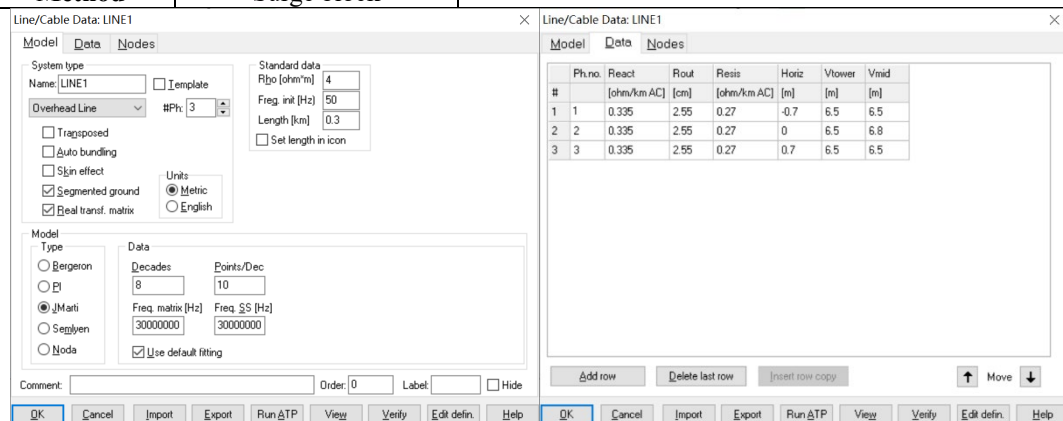 Method Surge block
Line/Cable Data: LINE1
Model Data Nodes
System type
Name: LINE1 Template
Overhead Line #Ph: 3
Transposed
Auto bundling
Skin effect
Segmented ground
Real transf. matrix
Units
Metric
English
Standard data
Rho [ohm*m] 4
Freq. init [Hz] 50
Length [km] 0.3
Set length in icon
Model
Type
Bergeron
PI
JMarti
Semlyen
Noda
Data
Decades Points/Dec
8 10
Freq. matrix [Hz] Freq. SS [Hz]
30000000 30000000
Use default fitting
Comment: Order: 0 Label: Hide
OK Cancel Import Export Run ATP View Verify Edit defin. Help
Line/Cable Data: LINE1
Model Data Nodes
Ph.no. React Rout Resis Horiz Vtower Vmid
# [ohm/km AC] [cm] [ohm/km AC] [m] [m] [m]
1 1 0.335 2.55 0.27 -0.7 6.5 6.5
2 2 0.335 2.55 0.27 0 6.5 6.8
3 3 0.335 2.55 0.27 0.7 6.5 6.5
Add row Delete last row Insert row copy Move
OK Cancel Import Export Run ATP View Verify Edit defin. Help